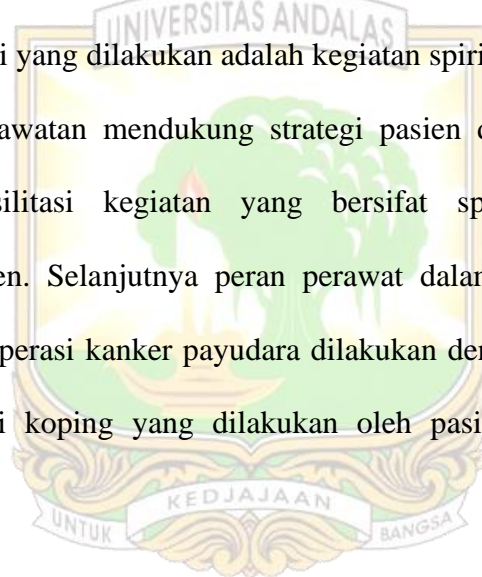 UNIVERSITAS ANDALAS
i yang dilakukan adalah kegiatan spiri
awatan mendukung strategi pasien
silitasi kegiatan yang bersifat sp
en. Selanjutnya peran perawat dalan
perasi kanker payudara dilakukan den
i koping yang dilakukan oleh pasi
KEDJAJAAN
UNTUK BANGSA